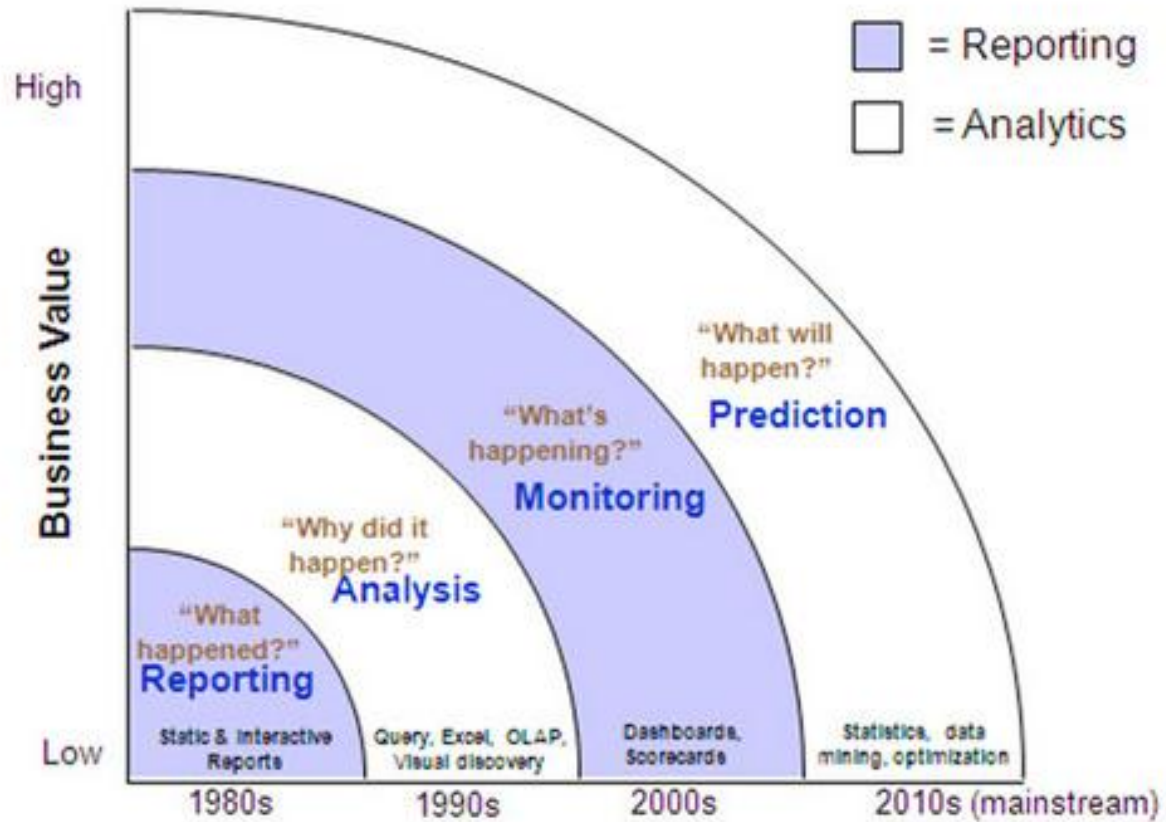 High
= Reporting
= Analytics
Business Value
"What will
happen?"
Prediction
"What's
happening?"
Monitoring
"Why did it
happen?"
Analysis
"What
happened?"
Reporting
Low
Static & Interactive
Reports
Query, Excel, OLAP,
Visual discovery
Dashboards,
Scorecards
Statistics, data
mining, optimization
1980s
1990s
2000s
2010s (mainstream)